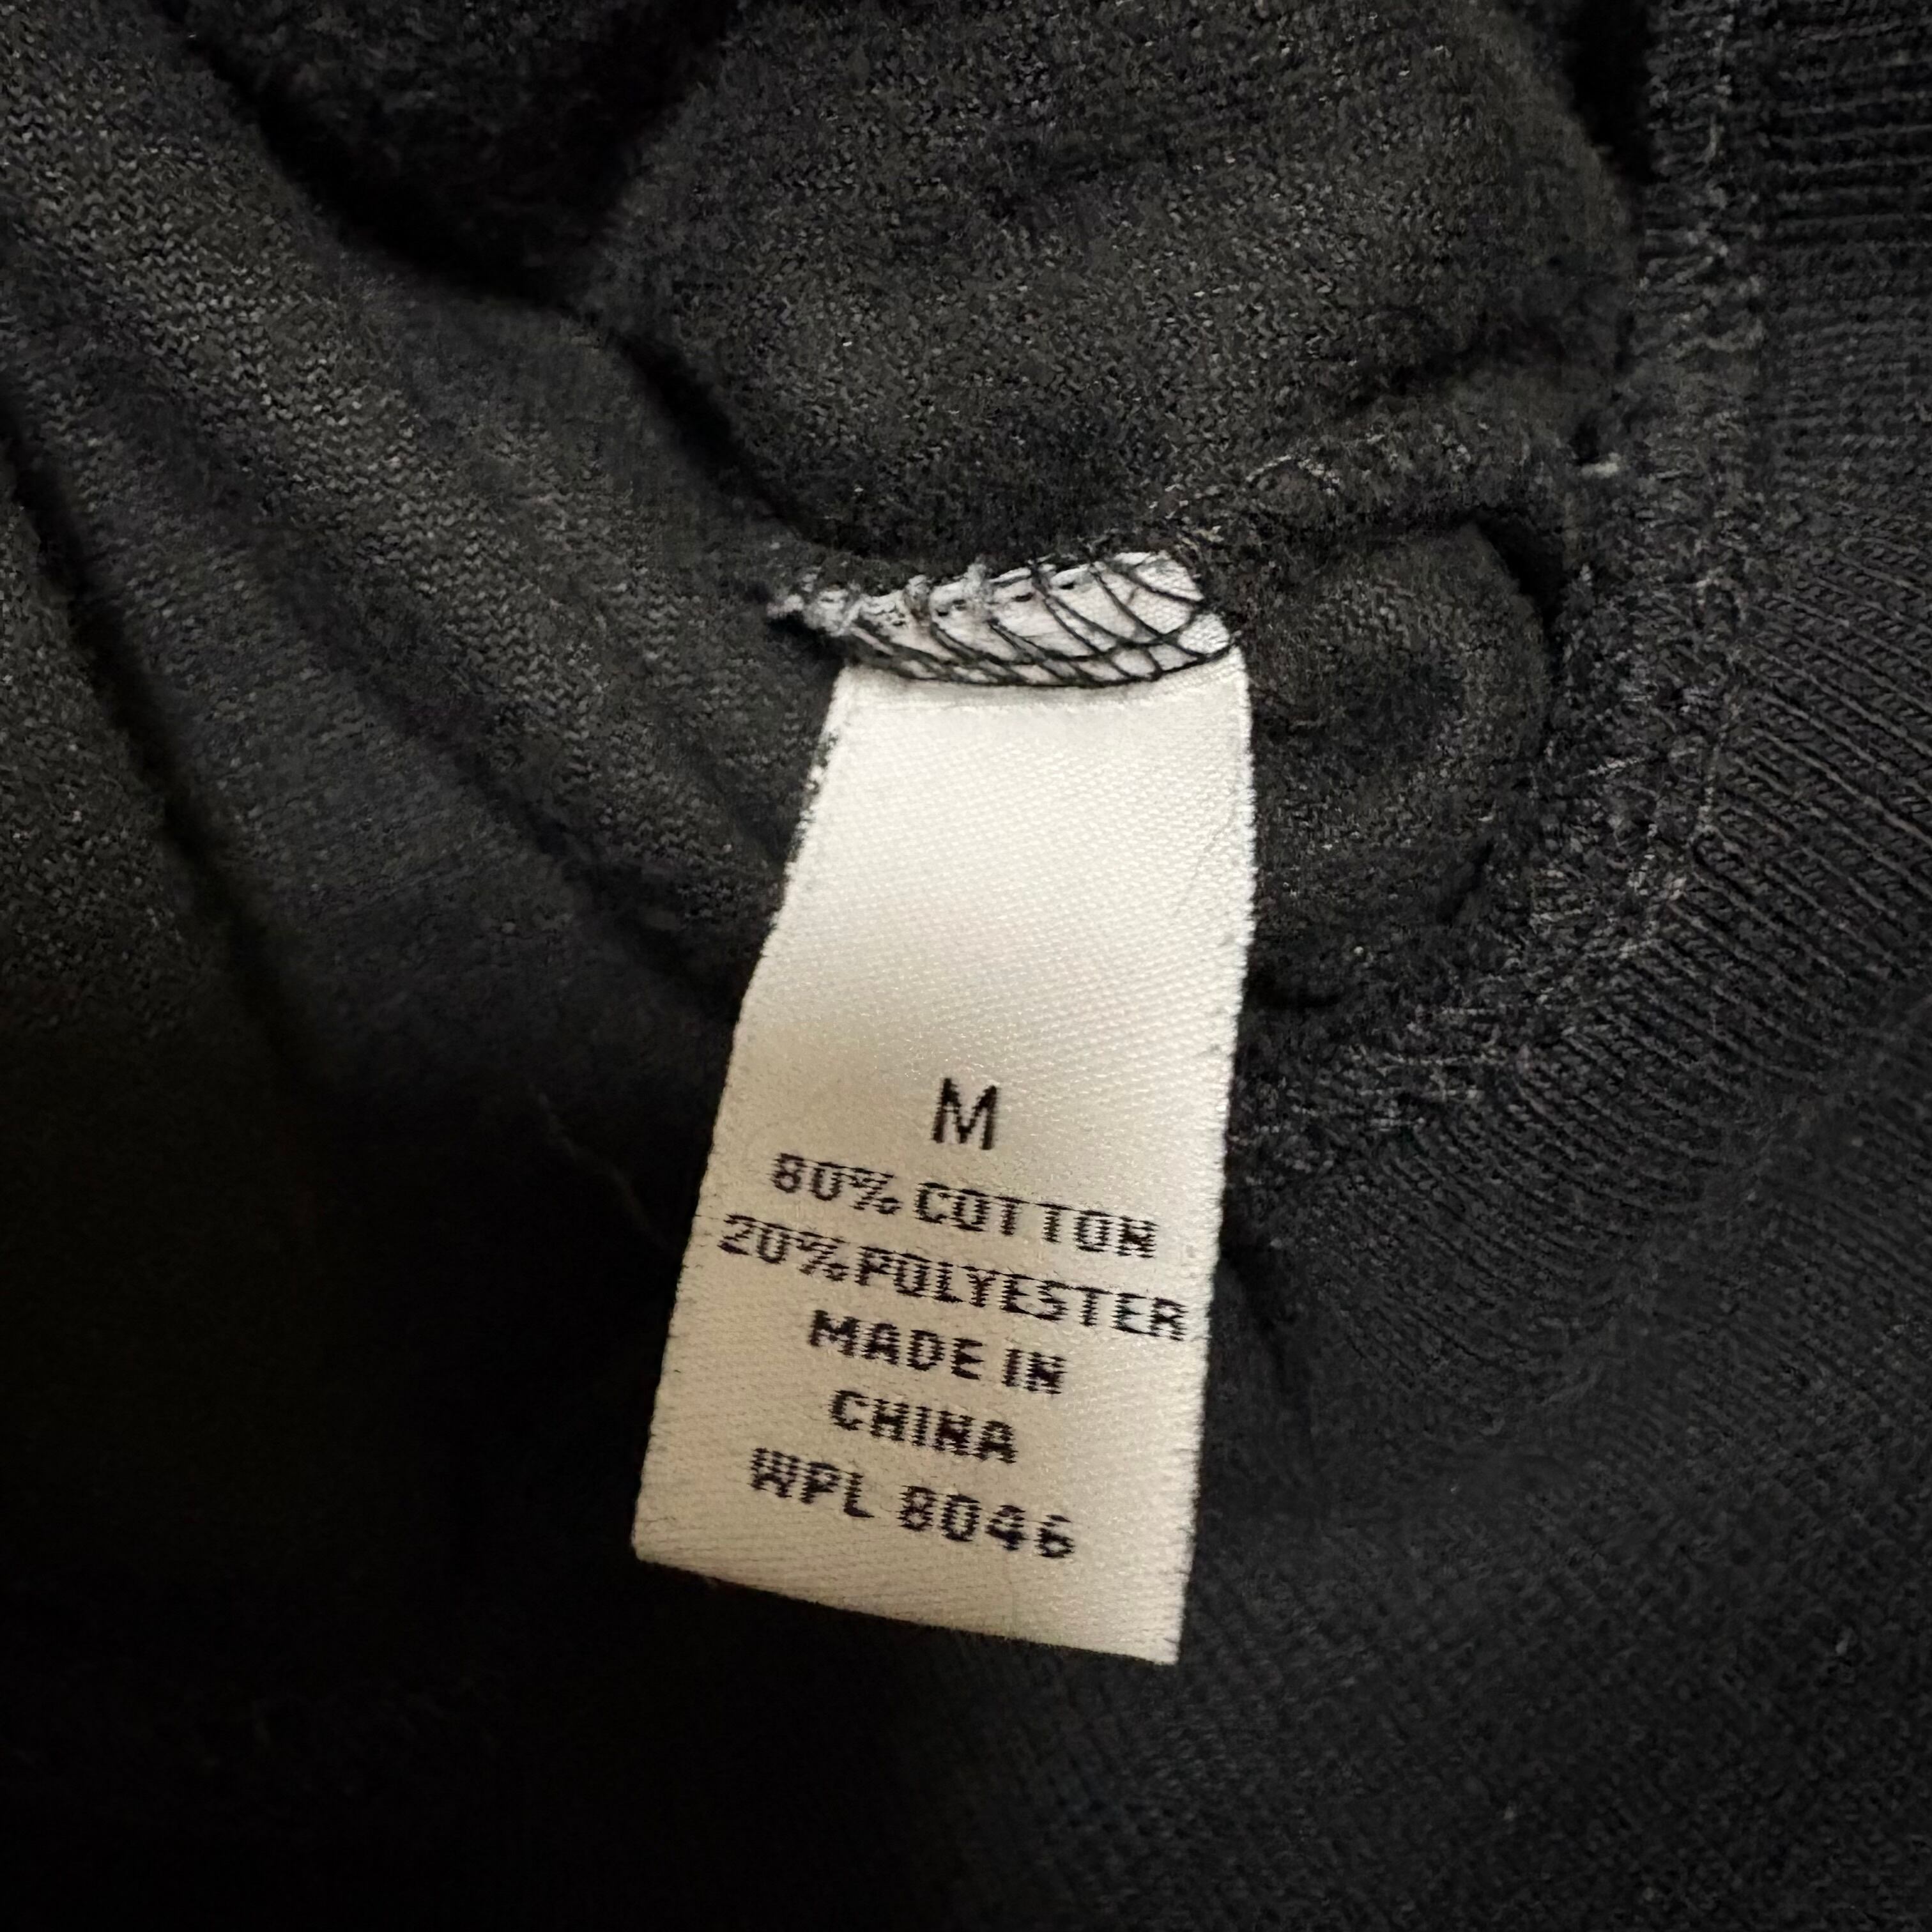 M
80% COTTON
20% POLYESTER
MADE IN
CHINA
WPL 8046